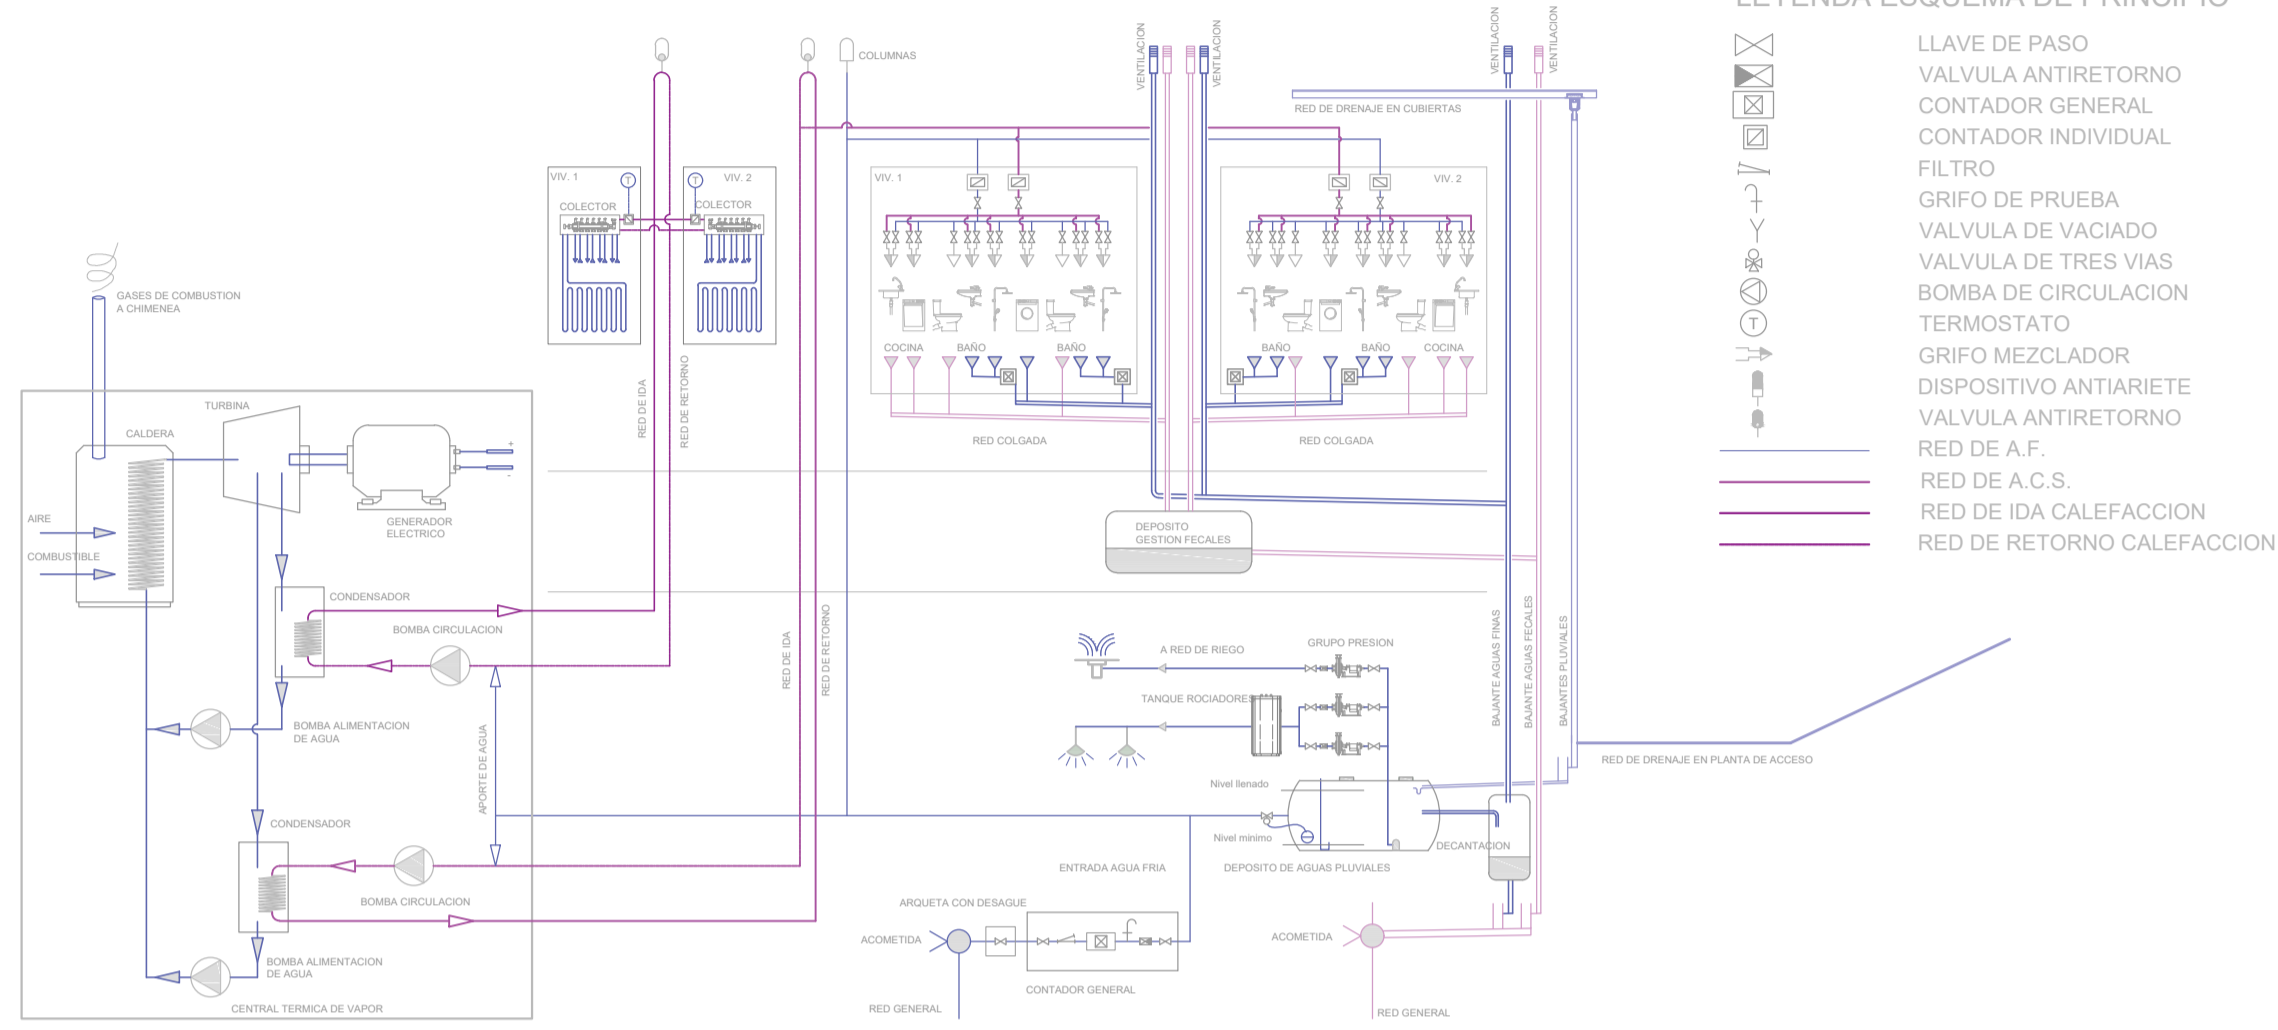 LEYENDA ESQUEMA DE PRINCIPIO
LLAVE DE PASO
VALVULA ANTIRETORNO
CONTADOR GENERAL
CONTADOR INDIVIDUAL
FILTRO
GRIFO DE PRUEBA
VALVULA DE VACIADO
VALVULA DE TRES VIAS
BOMBA DE CIRCULACION
T
TERMOSTATO
GRIFO MEZCLADOR
DISPOSITIVO ANTIARIETE
VALVULA ANTIRETORNO
RED DE A.F.
RED DE A.C.S.
RED DE IDA CALEFACCION
RED DE RETORNO CALEFACCION
COLUMNAS
VENTILACION
VENTILACION
VENTILACION
VENTILACION
RED DE DRENAJE EN CUBIERTAS
VIV. 1
T
COLECTOR
T
VIV. 2
COLECTOR
VIV. 1
COCINA
BAÑO
BAÑO
VIV. 2
BAÑO
BAÑO
COCINA
RED COLGADA
RED COLGADA
GASES DE COMBUSTION
A CHIMENEA
RED DE IDA
RED DE RETORNO
TURBINA
CALDERA
+
-
GENERADOR
ELECTRICO
AIRE
COMBUSTIBLE
CONDENSADOR
BOMBA CIRCULACION
BOMBA ALIMENTACION
DE AGUA
APORTE DE AGUA
CONDENSADOR
BOMBA CIRCULACION
BOMBA ALIMENTACION
DE AGUA
CENTRAL TERMICA DE VAPOR
RED DE IDA
RED DE RETORNO
DEPOSITO
GESTION FECALES
A RED DE RIEGO
GRUPO PRESION
TANQUE ROCIADORES
BAJANTE AGUAS FINAS
BAJANTE AGUAS FECALES
BAJANTES PLUVIALES
RED DE DRENAJE EN PLANTA DE ACCESO
Nivel llenado
Nivel minimo
DECANTACION
DEPOSITO DE AGUAS PLUVIALES
ENTRADA AGUA FRIA
ARQUETA CON DESAGUE
ACOMETIDA
CONTADOR GENERAL
RED GENERAL
ACOMETIDA
RED GENERAL